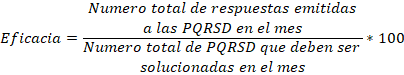 Numero total de respuestas emitidas
a las PQRSD en el mes
Eficacia = * 100
Numero total de PQRSD que deben ser
solucionadas en el mes